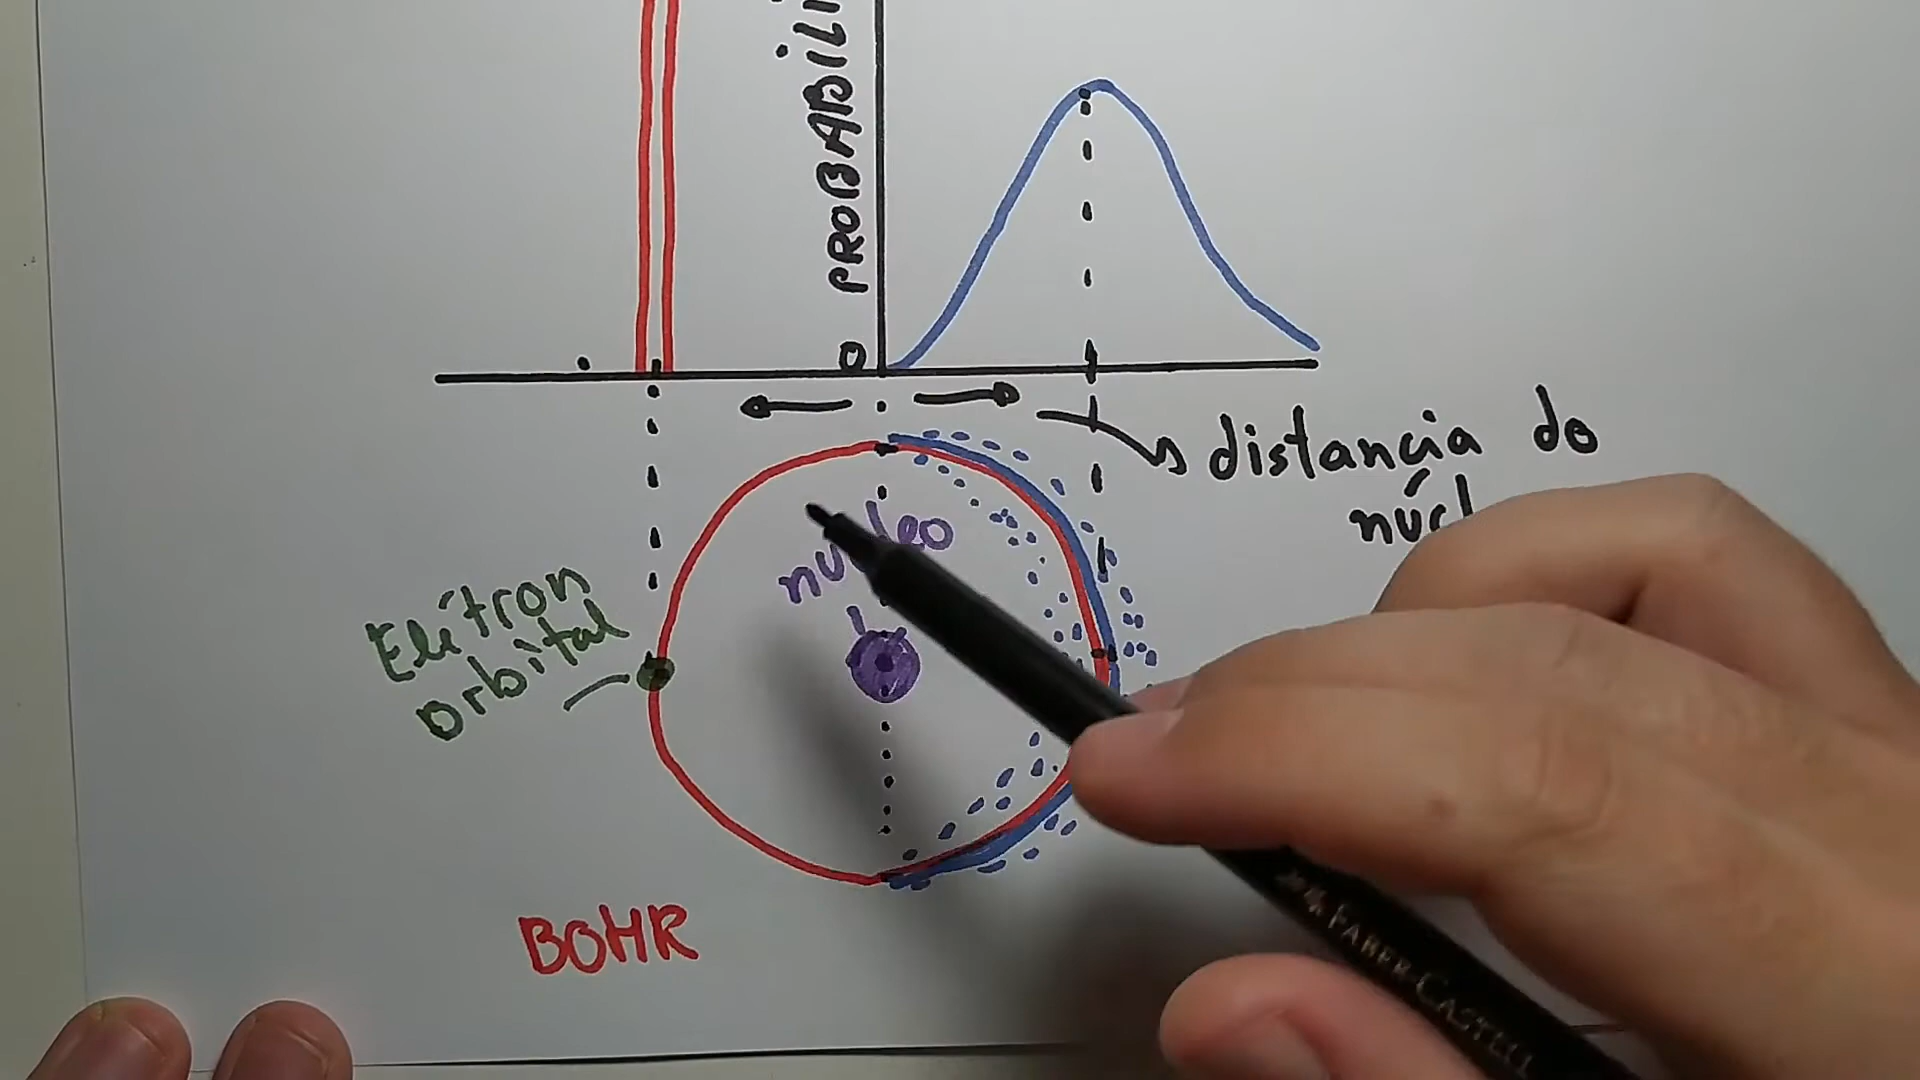 PROBABILI
0
distancia do
núcl
núcleo
Elétron
orbital
BOHR
FABER-CASTELL